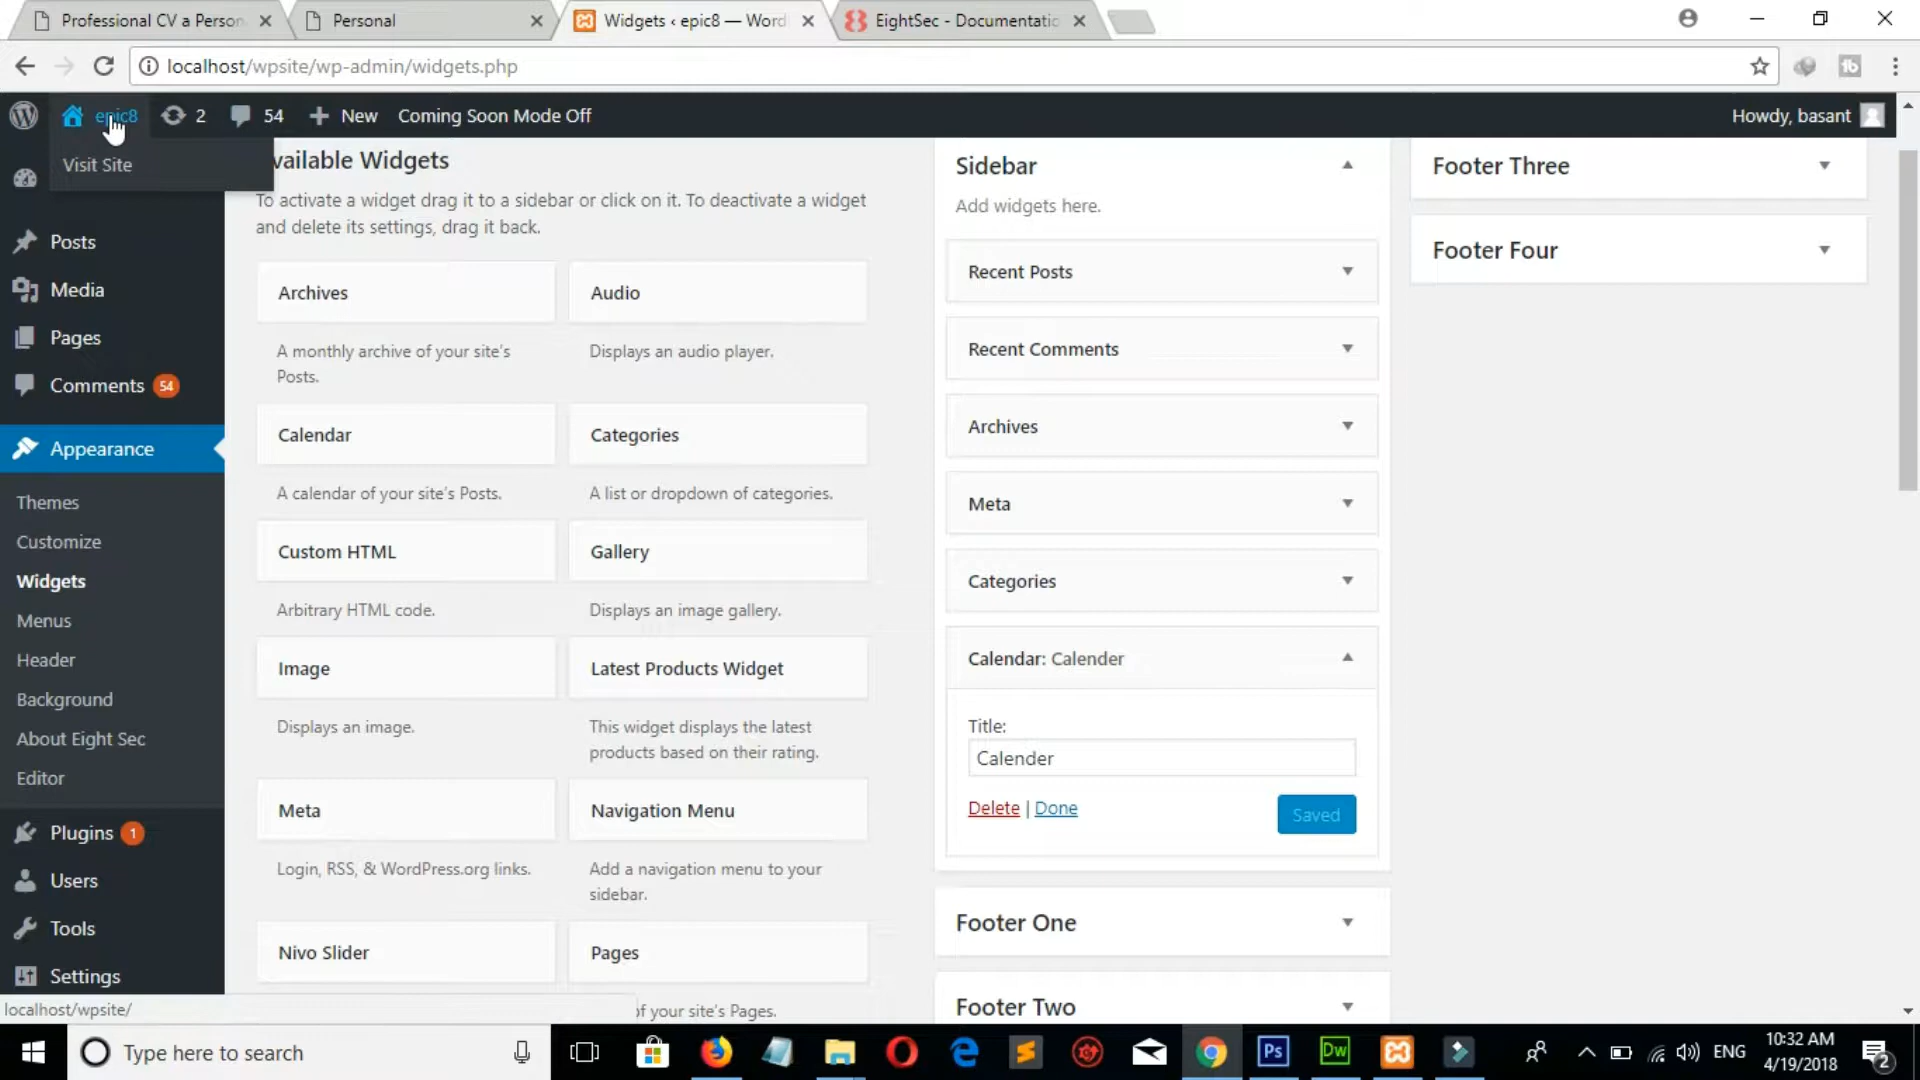 Professional CV a Person
Personal
Widgets ‹ epic8 — Word
EightSec - Documentatio
localhost/wpsite/wp-admin/widgets.php
epic8
2
54
New
Coming Soon Mode Off
Howdy, basant
Visit Site
Posts
Media
Pages
Comments 54
Appearance
Themes
Customize
Widgets
Menus
Header
Background
About Eight Sec
Editor
Plugins 1
Users
Tools
Settings
localhost/wpsite/
vailable Widgets
To activate a widget drag it to a sidebar or click on it. To deactivate a widget
and delete its settings, drag it back.
Archives
A monthly archive of your site's
Posts.
Audio
Displays an audio player.
Calendar
A calendar of your site's Posts.
Categories
A list or dropdown of categories.
Custom HTML
Arbitrary HTML code.
Gallery
Displays an image gallery.
Image
Displays an image.
Latest Products Widget
This widget displays the latest
products based on their rating.
Meta
Login, RSS, & WordPress.org links.
Navigation Menu
Add a navigation menu to your
sidebar.
Nivo Slider
Pages
of your site's Pages.
Sidebar
Add widgets here.
Recent Posts
Recent Comments
Archives
Meta
Categories
Calendar: Calender
Title:
Calender
Delete | Done
Saved
Footer One
Footer Two
Footer Three
Footer Four
Type here to search
Ps
Dw
ENG
10:32 AM
4/19/2018
2